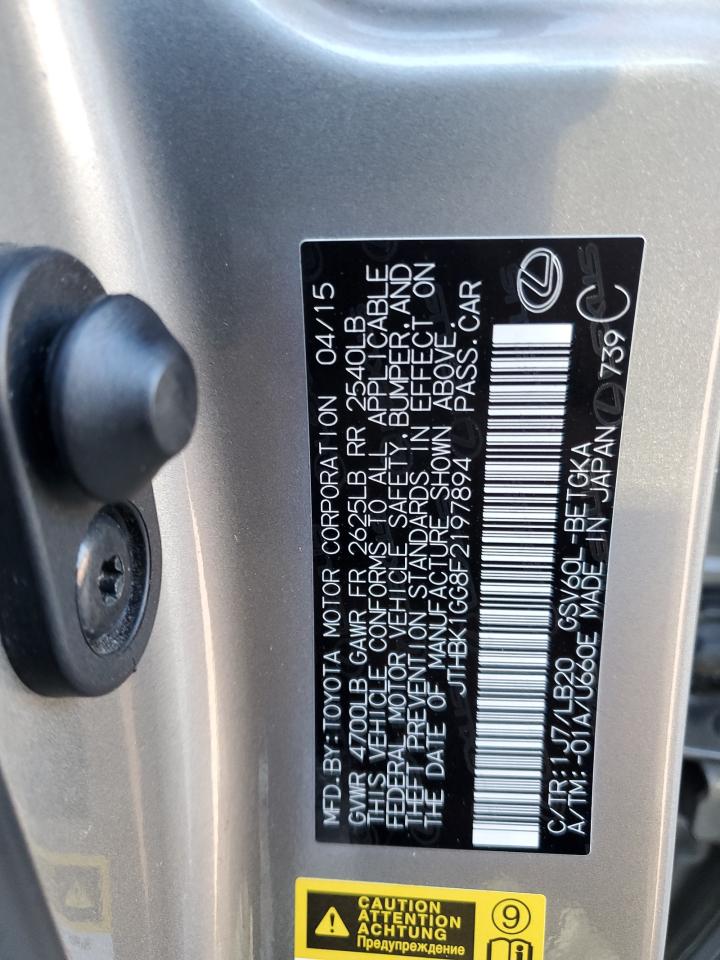 MFD.BY:TOYOTA MOTOR CORPORATION 04/15
GVWR 4700LB GAWR FR 2625LB RR 2540LB
THIS VEHICLE CONFORMS TO ALL APPLICABLE
FEDERAL MOTOR VEHICLE SAFETY,BUMPER,AND
THEFT PREVENTION STANDARDS IN EFFECT ON
THE DATE OF MANUFACTURE SHOWN ABOVE.
JTHBK1GG8F2197894 PASS.CAR
C/TR:1J7/LB20 GSV60L-BETGKA
A/TM:-01A/U660E MADE IN JAPAN 739 C
CAUTION
ATTENTION
ACHTUNG
Предупреждение
9